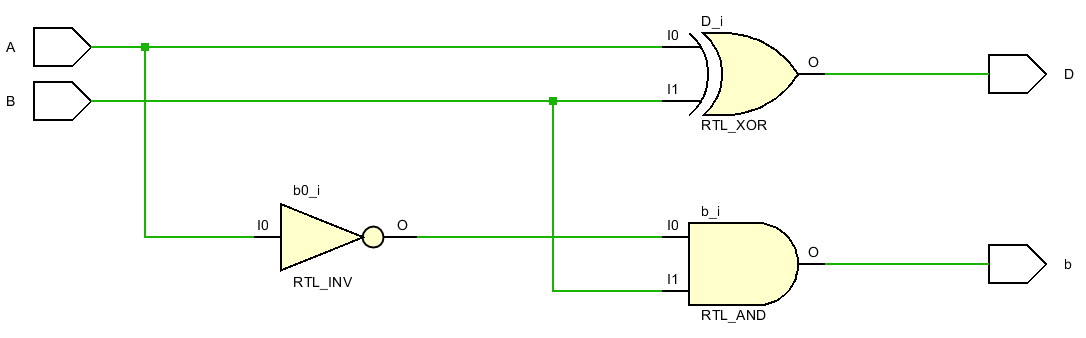 D_i
A
I0
O
D
B
I1
RTL_XOR
b0_i
b_i
I0
O
I0
O
b
RTL_INV
I1
RTL_AND